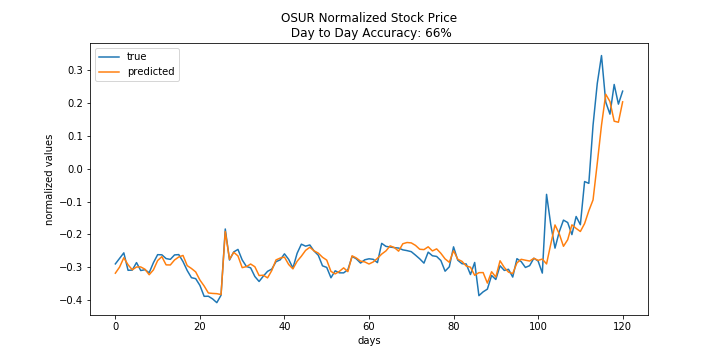 OSUR Normalized Stock Price
Day to Day Accuracy: 66%
true
predicted
normalized values
0.3
0.2
0.1
0.0
−0.1
−0.2
−0.3
−0.4
0 20 40 60 80 100 120
days